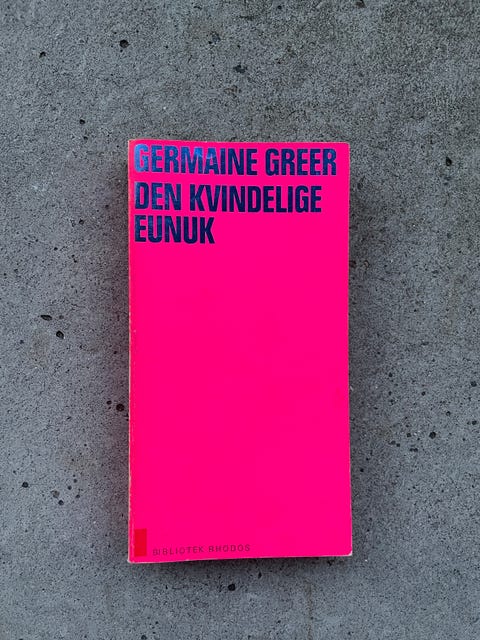 GERMAINE GREER
DEN KVINDELIGE
EUNUK
BIBLIOTEK RHODOS